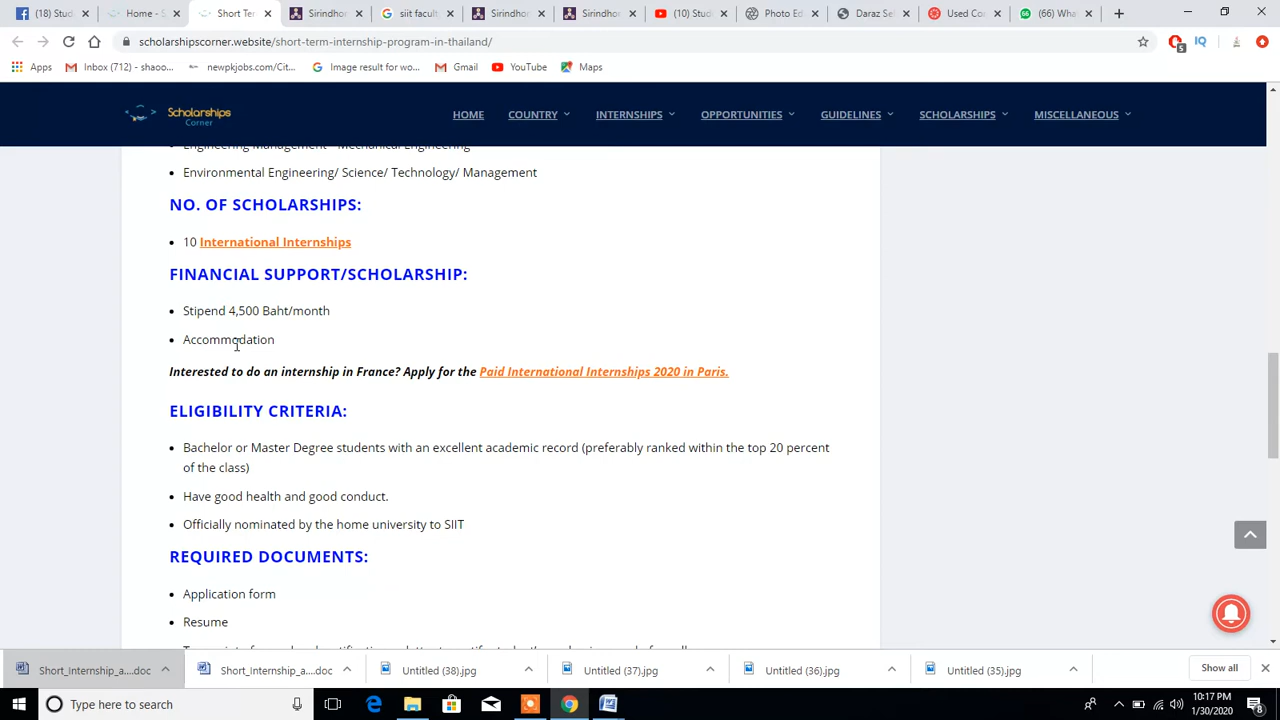 (18) Stud
Home - S
Short Ter
Sirindhor
siit facult
Sirindhor
Sirindhor
(10) Stud
Photo Ed
Daraz Sel
Used Co
(66) Wha
scholarshipscorner.website/short-term-internship-program-in-thailand/
5
IQ
Apps
Inbox (712) - shaoo...
newpkjobs.com/Cit...
Image result for wo...
Gmail
YouTube
Maps
Scholarships
Corner
HOME
COUNTRY
INTERNSHIPS
OPPORTUNITIES
GUIDELINES
SCHOLARSHIPS
MISCELLANEOUS
Engineering Management - Mechanical Engineering
Environmental Engineering/ Science/ Technology/ Management
NO. OF SCHOLARSHIPS:
10 International Internships
FINANCIAL SUPPORT/SCHOLARSHIP:
Stipend 4,500 Baht/month
Accommodation
Interested to do an internship in France? Apply for the Paid International Internships 2020 in Paris.
ELIGIBILITY CRITERIA:
Bachelor or Master Degree students with an excellent academic record (preferably ranked within the top 20 percent
of the class)
Have good health and good conduct.
Officially nominated by the home university to SIIT
REQUIRED DOCUMENTS:
Application form
Resume
Short_Internship_a....doc
Short_Internship_a....doc
Untitled (38).jpg
Untitled (37).jpg
Untitled (36).jpg
Untitled (35).jpg
Show all
Type here to search
10:17 PM
1/30/2020
8